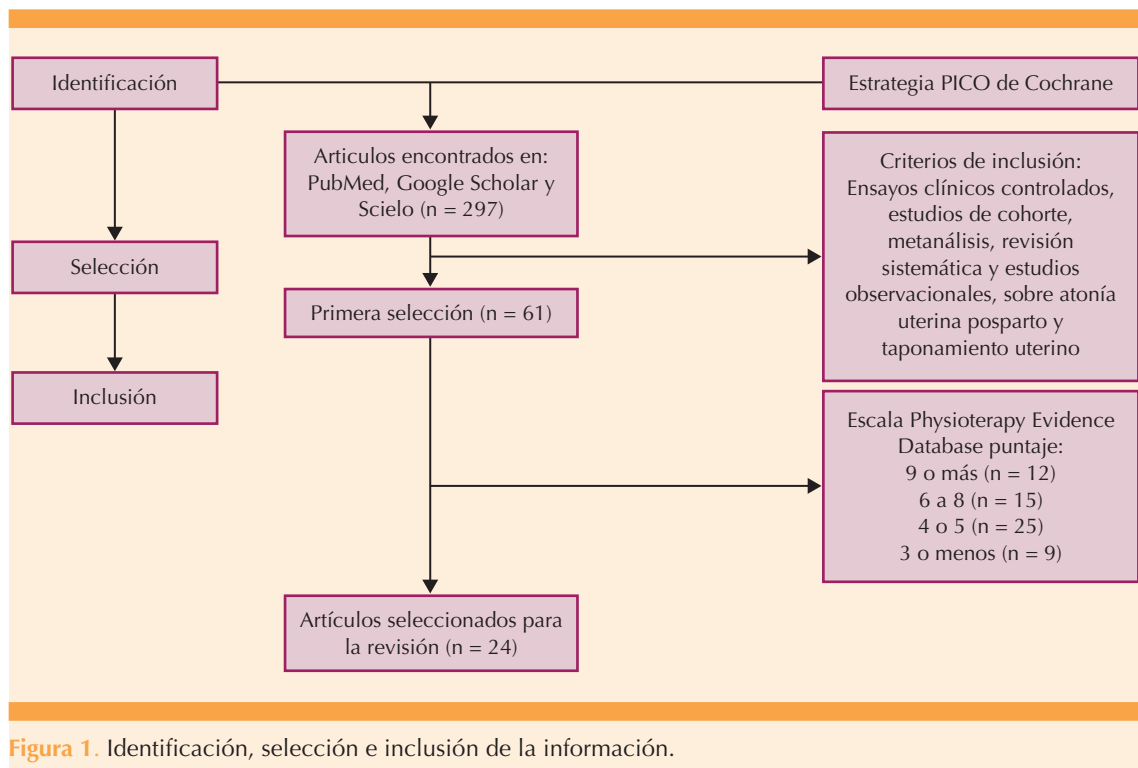 Identificación
Estrategia PICO de Cochrane
Articulos encontrados en:
PubMed, Google Scholar y
Scielo (n = 297)
Criterios de inclusión:
Ensayos clínicos controlados,
estudios de cohorte,
metanálisis, revisión
sistemática y estudios
observacionales, sobre atonía
uterina posparto y
taponamiento uterino
Selección
Primera selección (n = 61)
Inclusión
Escala Physioterapy Evidence
Database puntaje:
9 o más (n = 12)
6 a 8 (n = 15)
4 o 5 (n = 25)
3 o menos (n = 9)
Artículos seleccionados para
la revisión (n = 24)
Figura 1. Identificación, selección e inclusión de la información.